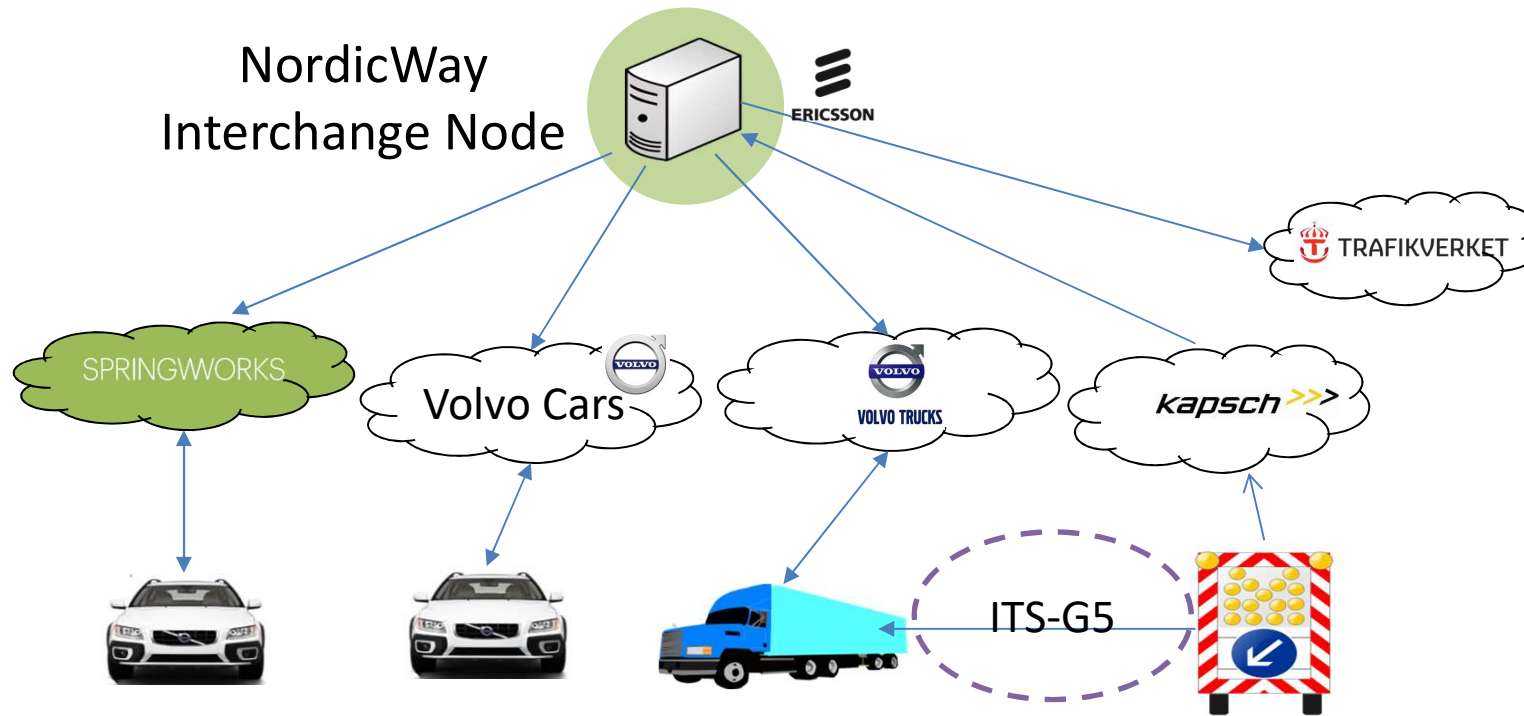 NordicWay
Interchange Node
ERICSSON
TRAFIKVERKET
SPRINGWORKS
Volvo Cars
VOLVO
VOLVO
VOLVO TRUCKS
kapsch >>>
ITS-G5